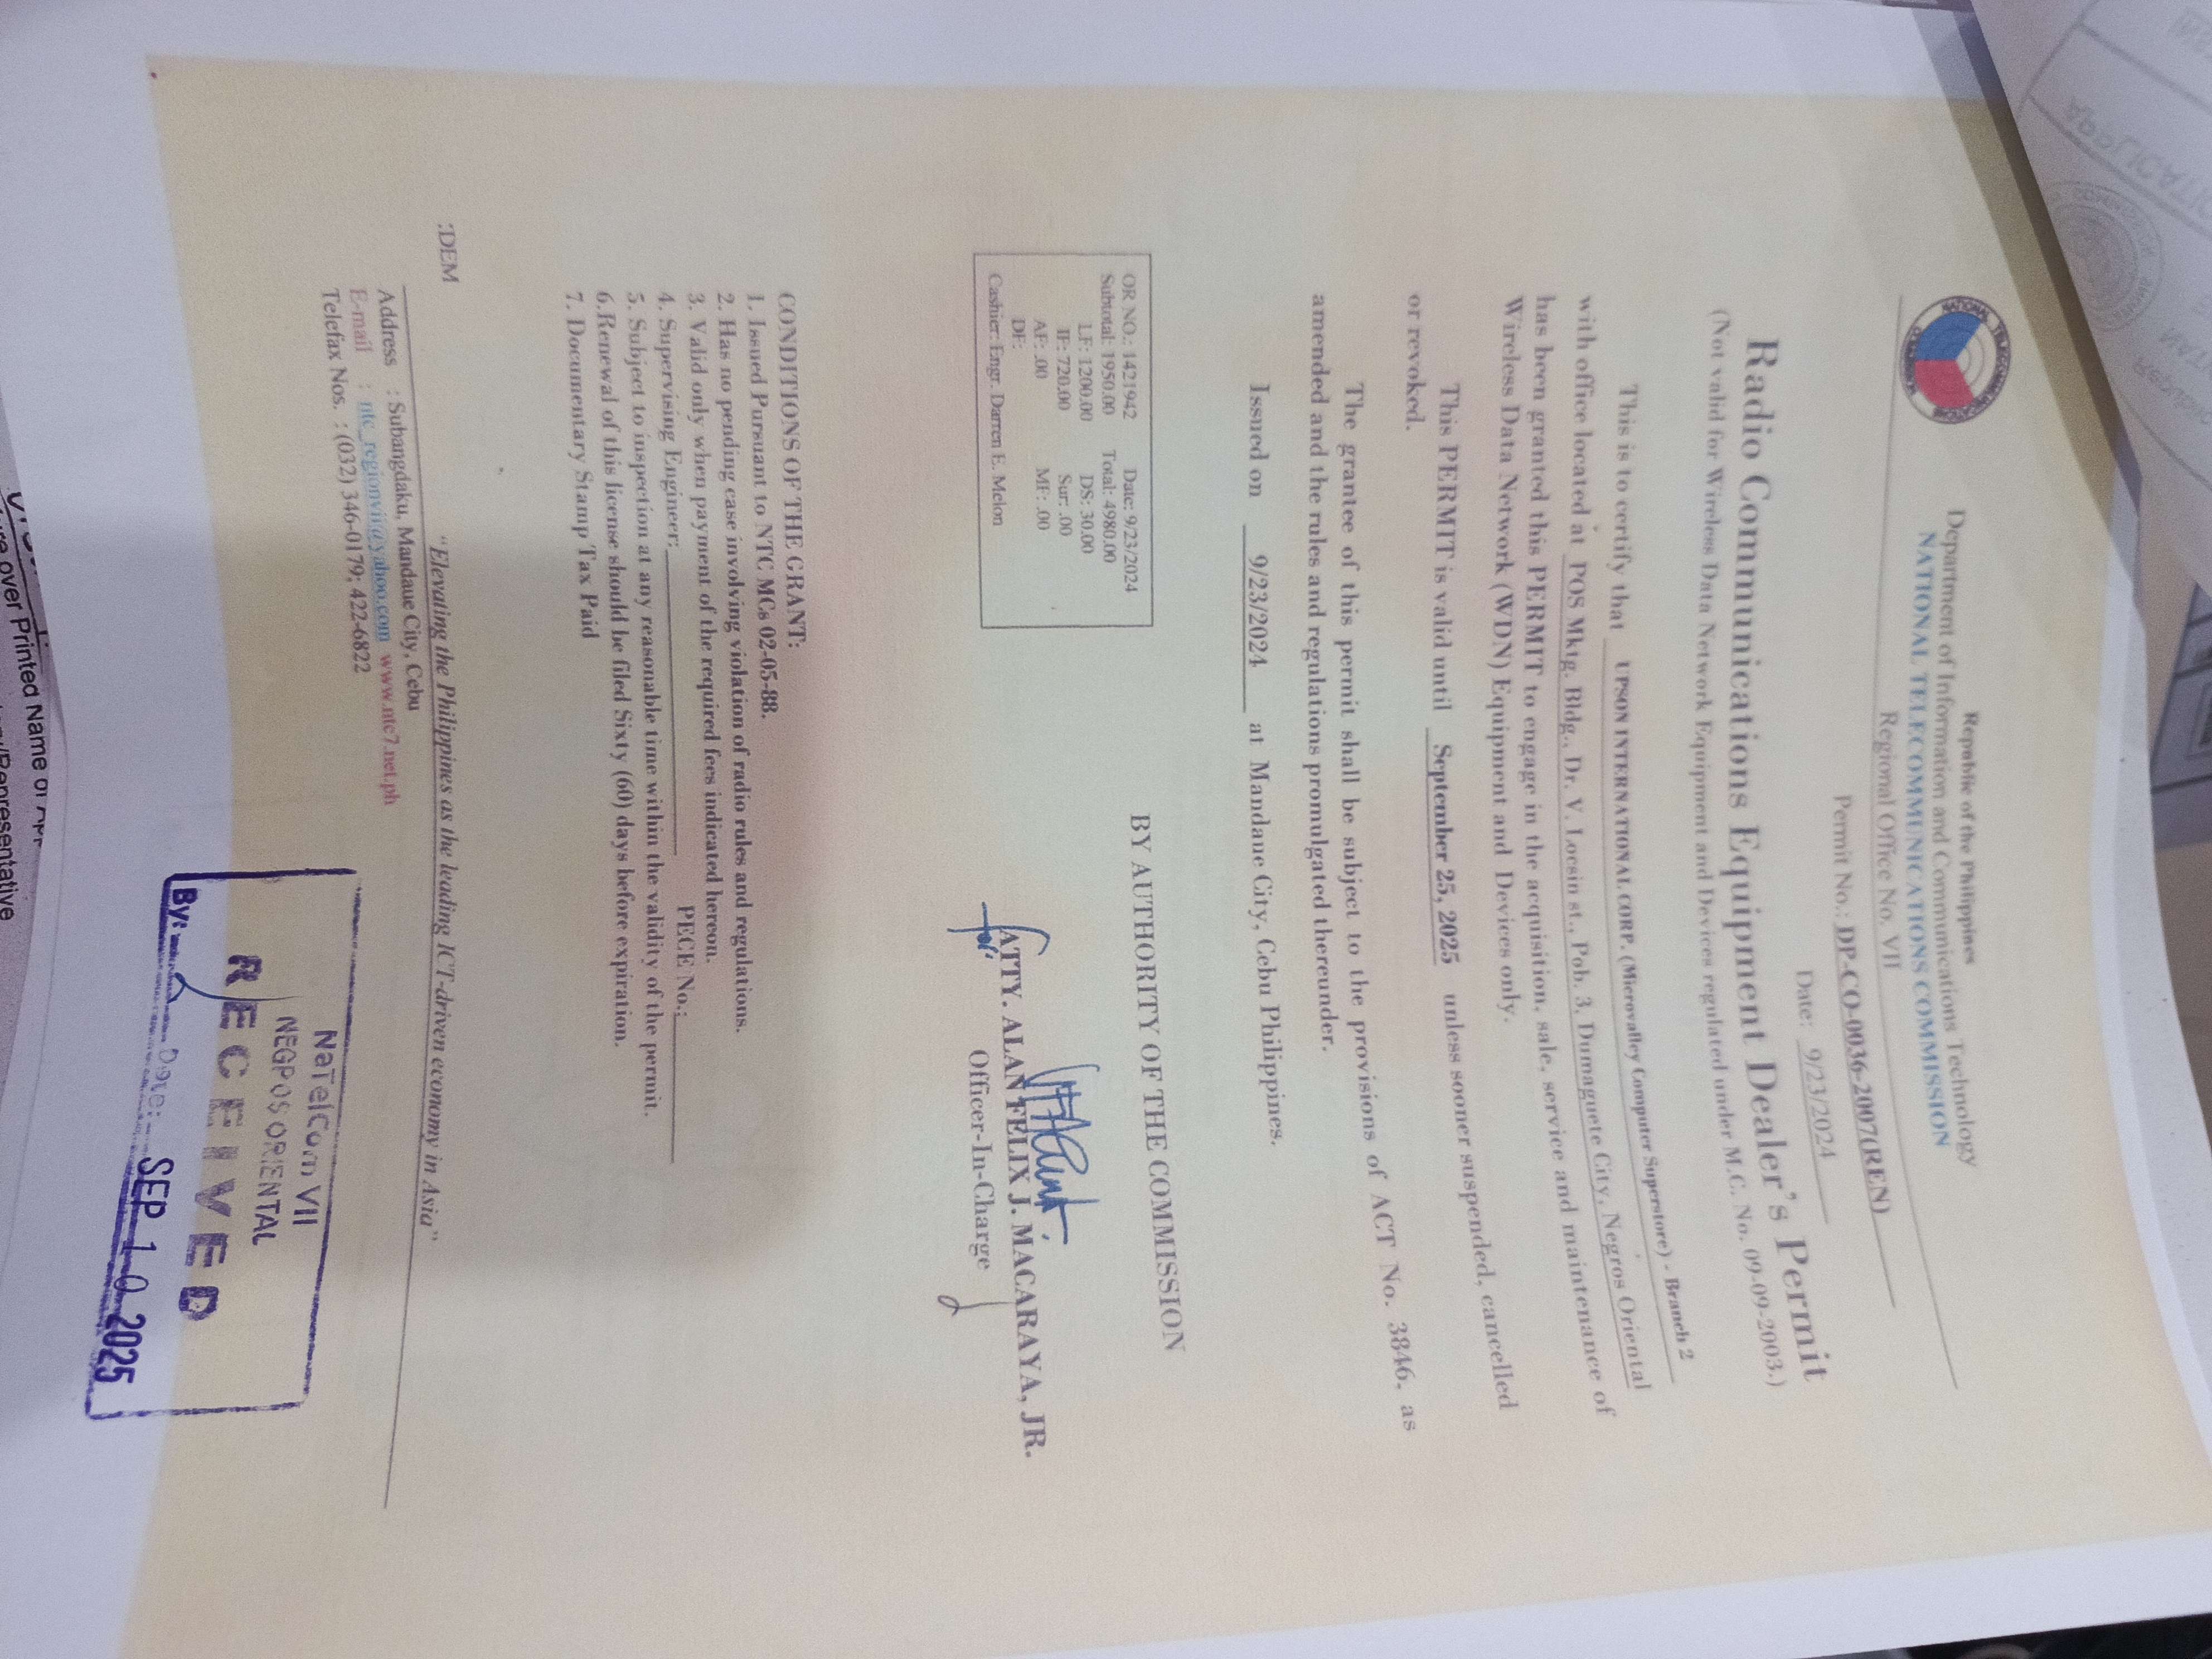 Republic of the Philippines
Department of Information and Communications Technology
NATIONAL TELECOMMUNICATIONS COMMISSION
Regional Office No. VII
Permit No.: DP-CO-0036-2007(REN)
Date: 9/23/2024
Radio Communications Equipment Dealer's Permit
(Not valid for Wireless Data Network Equipment and Devices regulated under M.C. No. 09-09-2003.)
This is to certify that UPSON INTERNATIONAL CORP. (Microvalley Computer Superstore) - Branch 2
with office located at POS Mktg. Bldg., Dr. V. Locsin st., Pob. 3, Dumaguete City, Negros Oriental
has been granted this PERMIT to engage in the acquisition, sale, service and maintenance of
Wireless Data Network (WDN) Equipment and Devices only.
This PERMIT is valid until September 25, 2025 unless sooner suspended, cancelled
or revoked.
The grantee of this permit shall be subject to the provisions of ACT No. 3846, as
amended and the rules and regulations promulgated thereunder.
Issued on 9/23/2024 at Mandaue City, Cebu Philippines.
BY AUTHORITY OF THE COMMISSION
OR NO.: 1421942 Date: 9/23/2024
Subtotal: 1950.00 Total: 4980.00
LF: 1200.00 DS: 30.00
IF: 720.00 Sur: .00
AF: .00 MF: .00
DF:
Cashier: Engr. Darren E. Melon
for
ATTY. ALAN FELIX J. MACARAYA, JR.
Officer-In-Charge
CONDITIONS OF THE GRANT:
1. Issued Pursuant to NTC MCs 02-05-88.
2. Has no pending case involving violation of radio rules and regulations.
3. Valid only when payment of the required fees indicated hereon.
4. Supervising Engineer: PECE No.:
5. Subject to inspection at any reasonable time within the validity of the permit.
6.Renewal of this license should be filed Sixty (60) days before expiration.
7. Documentary Stamp Tax Paid
:DEM
"Elevating the Philippines as the leading ICT-driven economy in Asia"
Address : Subangdaku, Mandaue City, Cebu
E-mail : ntc_regionvii@yahoo.com www.ntc7.net.ph
Telefax Nos. : (032) 346-0179; 422-6822
NaTelCom VII
NEGROS ORIENTAL
RECEIVED
By: Date: SEP 10 2025
over Printed Name of
Representative